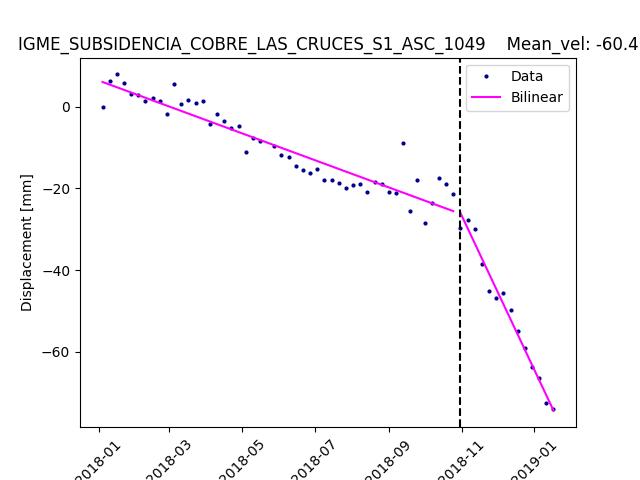 IGME_SUBSIDENCIA_COBRE_LAS_CRUCES_S1_ASC_1049 Mean_vel: -60.4
Data
Bilinear
Displacement [mm]
0
−20
−40
−60
2018-01
2018-03
2018-05
2018-07
2018-09
2018-11
2019-01